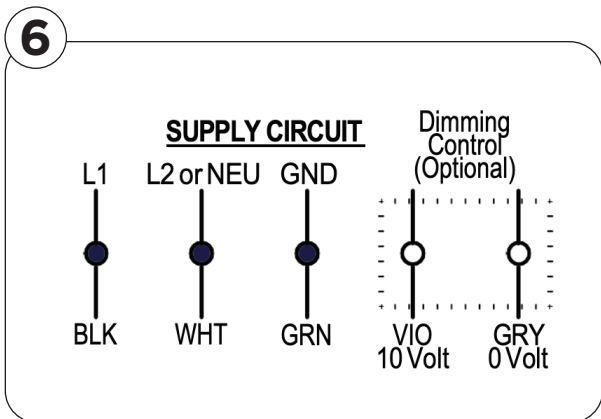 6
SUPPLY CIRCUIT
Dimming
Control
(Optional)
L1 L2 or NEU GND
BLK WHT GRN VIO GRY
10 Volt 0 Volt